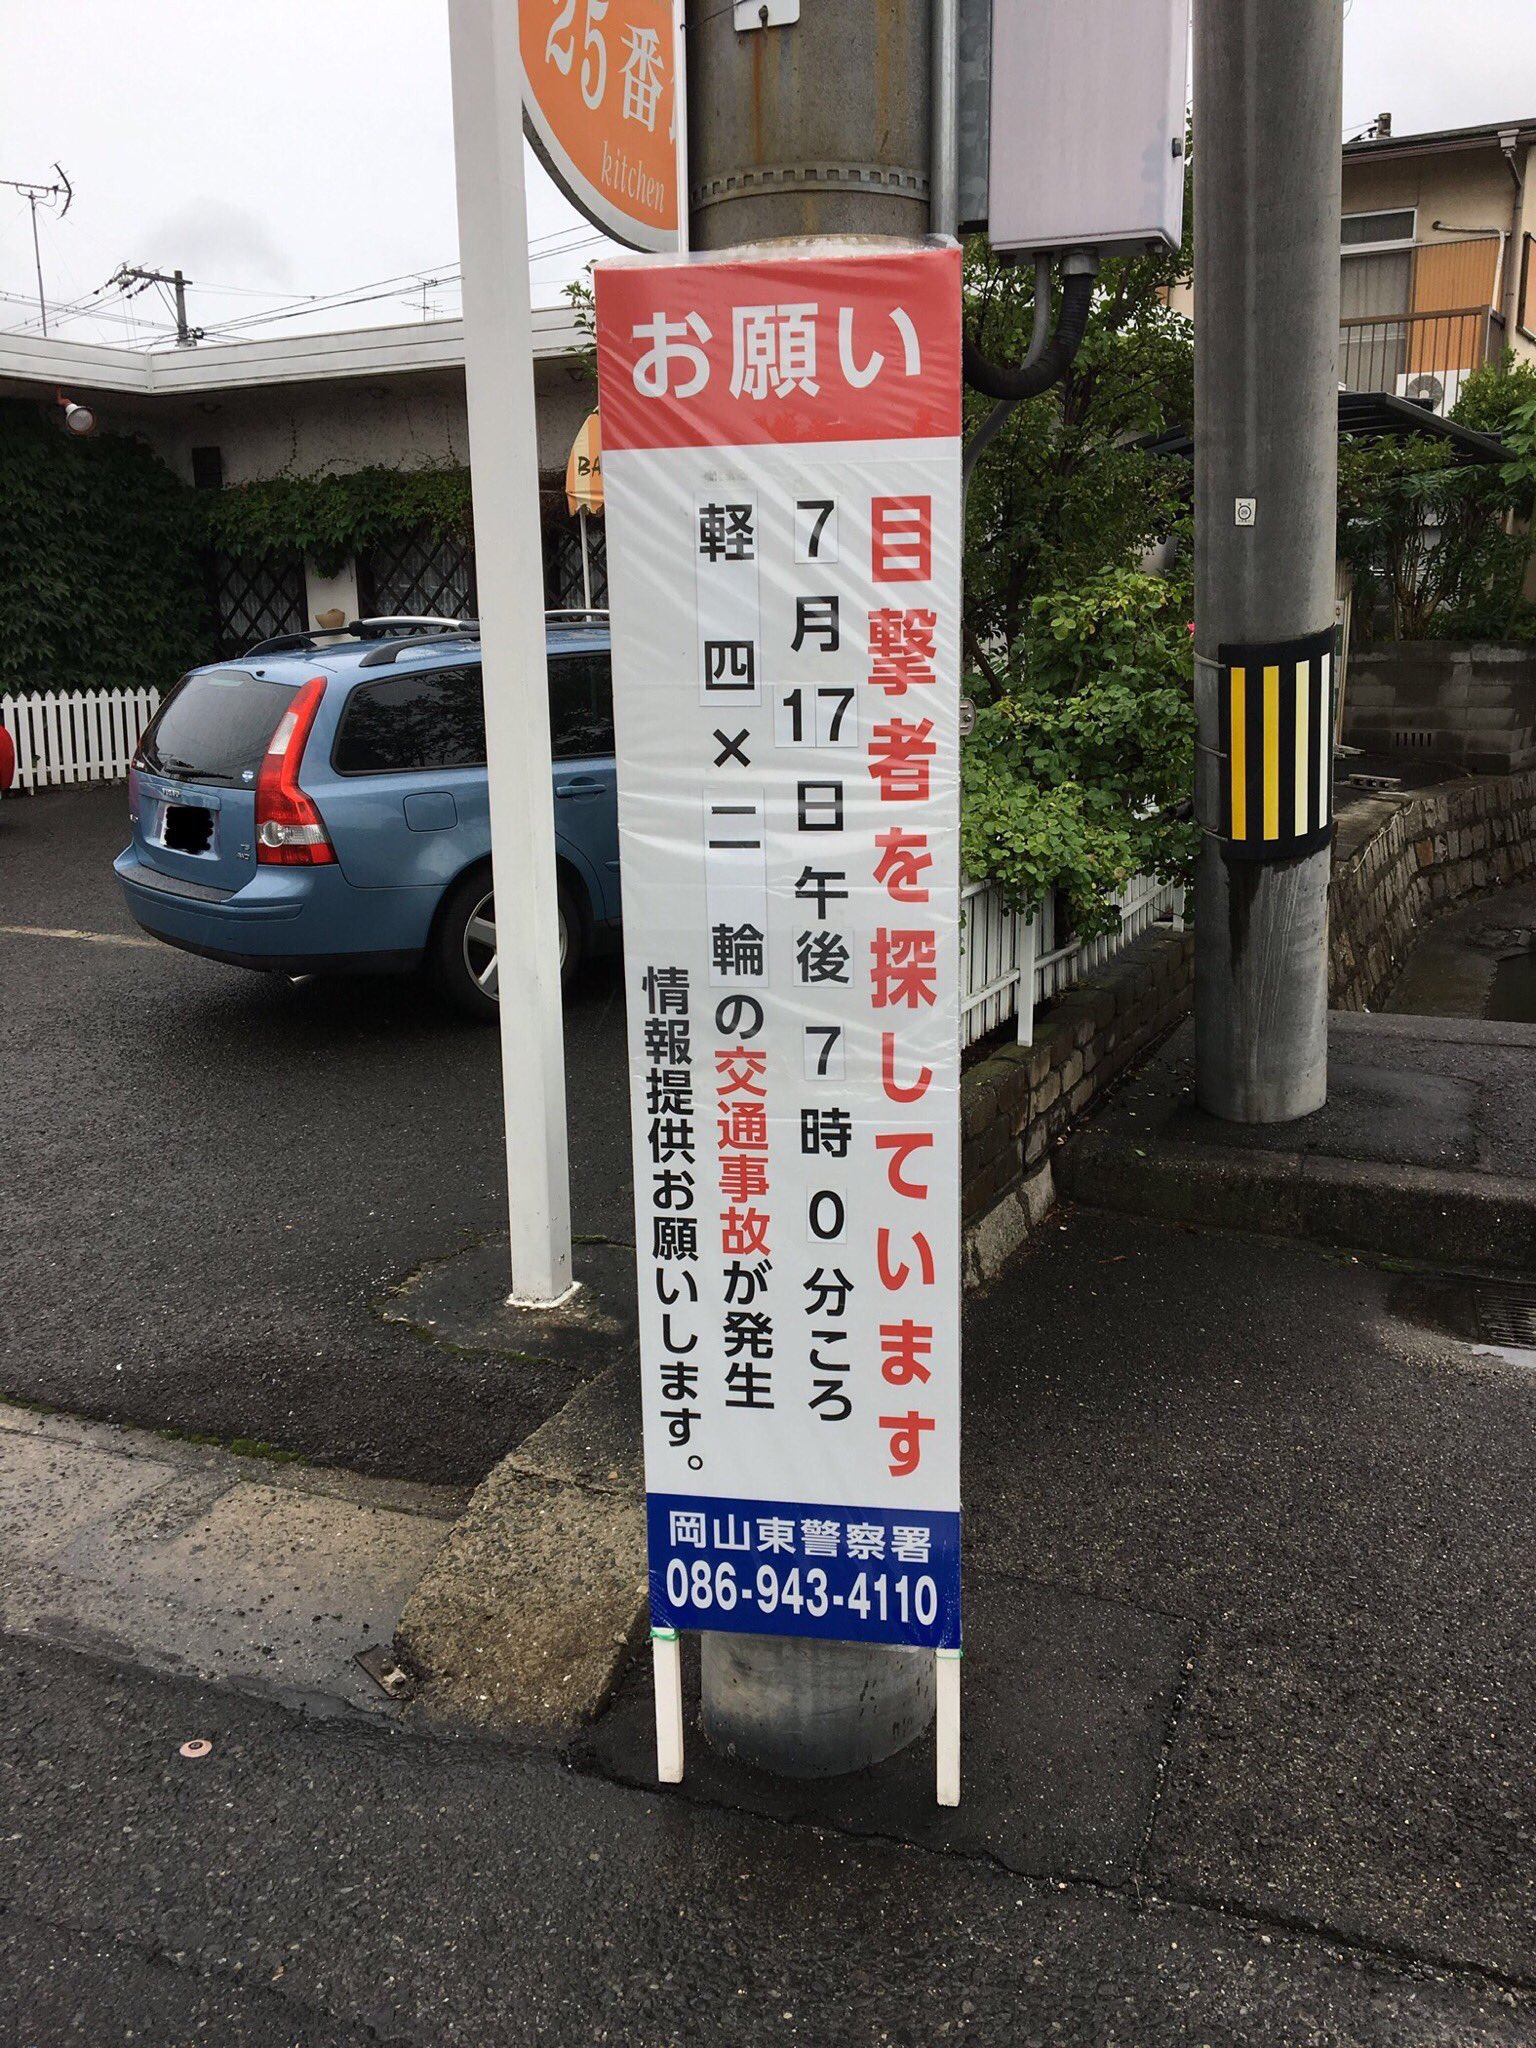 25番
kitchen
お願い
目撃者を探しています
7月17日午後7時0分ころ
軽四×二輪の交通事故が発生
情報提供お願いします。
岡山東警察署
086-943-4110
BA